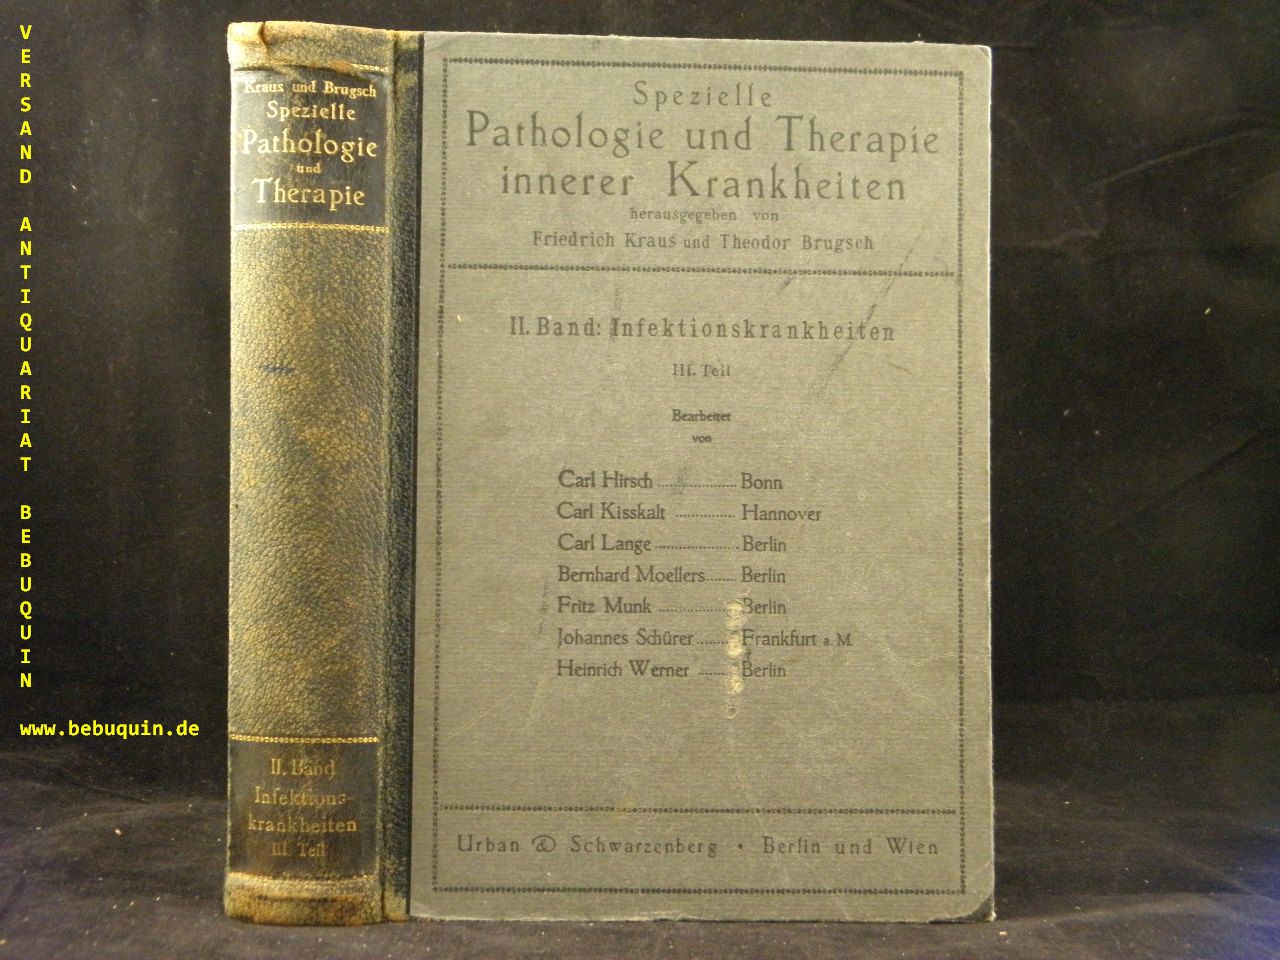 VERSAND ANTIQUARIAT BEBUQUIN
www.bebuquin.de
Kraus und Brugsch
Spezielle
Pathologie
und
Therapie
II. Band
Infektions-
krankheiten
III. Teil
Spezielle
Pathologie und Therapie
innerer Krankheiten
herausgegeben von
Friedrich Kraus und Theodor Brugsch
II. Band: Infektionskrankheiten
III. Teil
Bearbeitet
von
Carl Hirsch ................... Bonn
Carl Kisskalt .............. Hannover
Carl Lange .................... Berlin
Bernhard Moellers ....... Berlin
Fritz Munk ................. Berlin
Johannes Schürer ........ Frankfurt a. M.
Heinrich Werner ........ Berlin
Urban & Schwarzenberg • Berlin und Wien